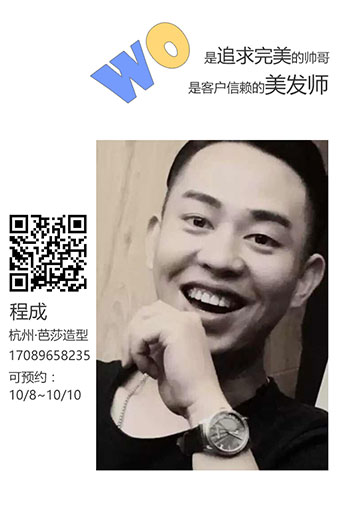 WO
是追求完美的帅哥
是客户信赖的美发师
程成
杭州·芭莎造型
17089658235
可预约：
10/8~10/10